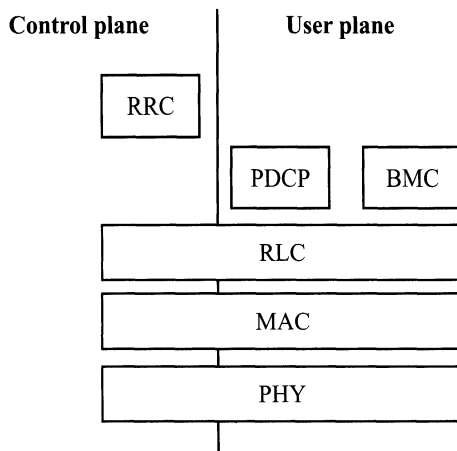 Control plane
User plane
RRC
PDCP
BMC
RLC
MAC
PHY